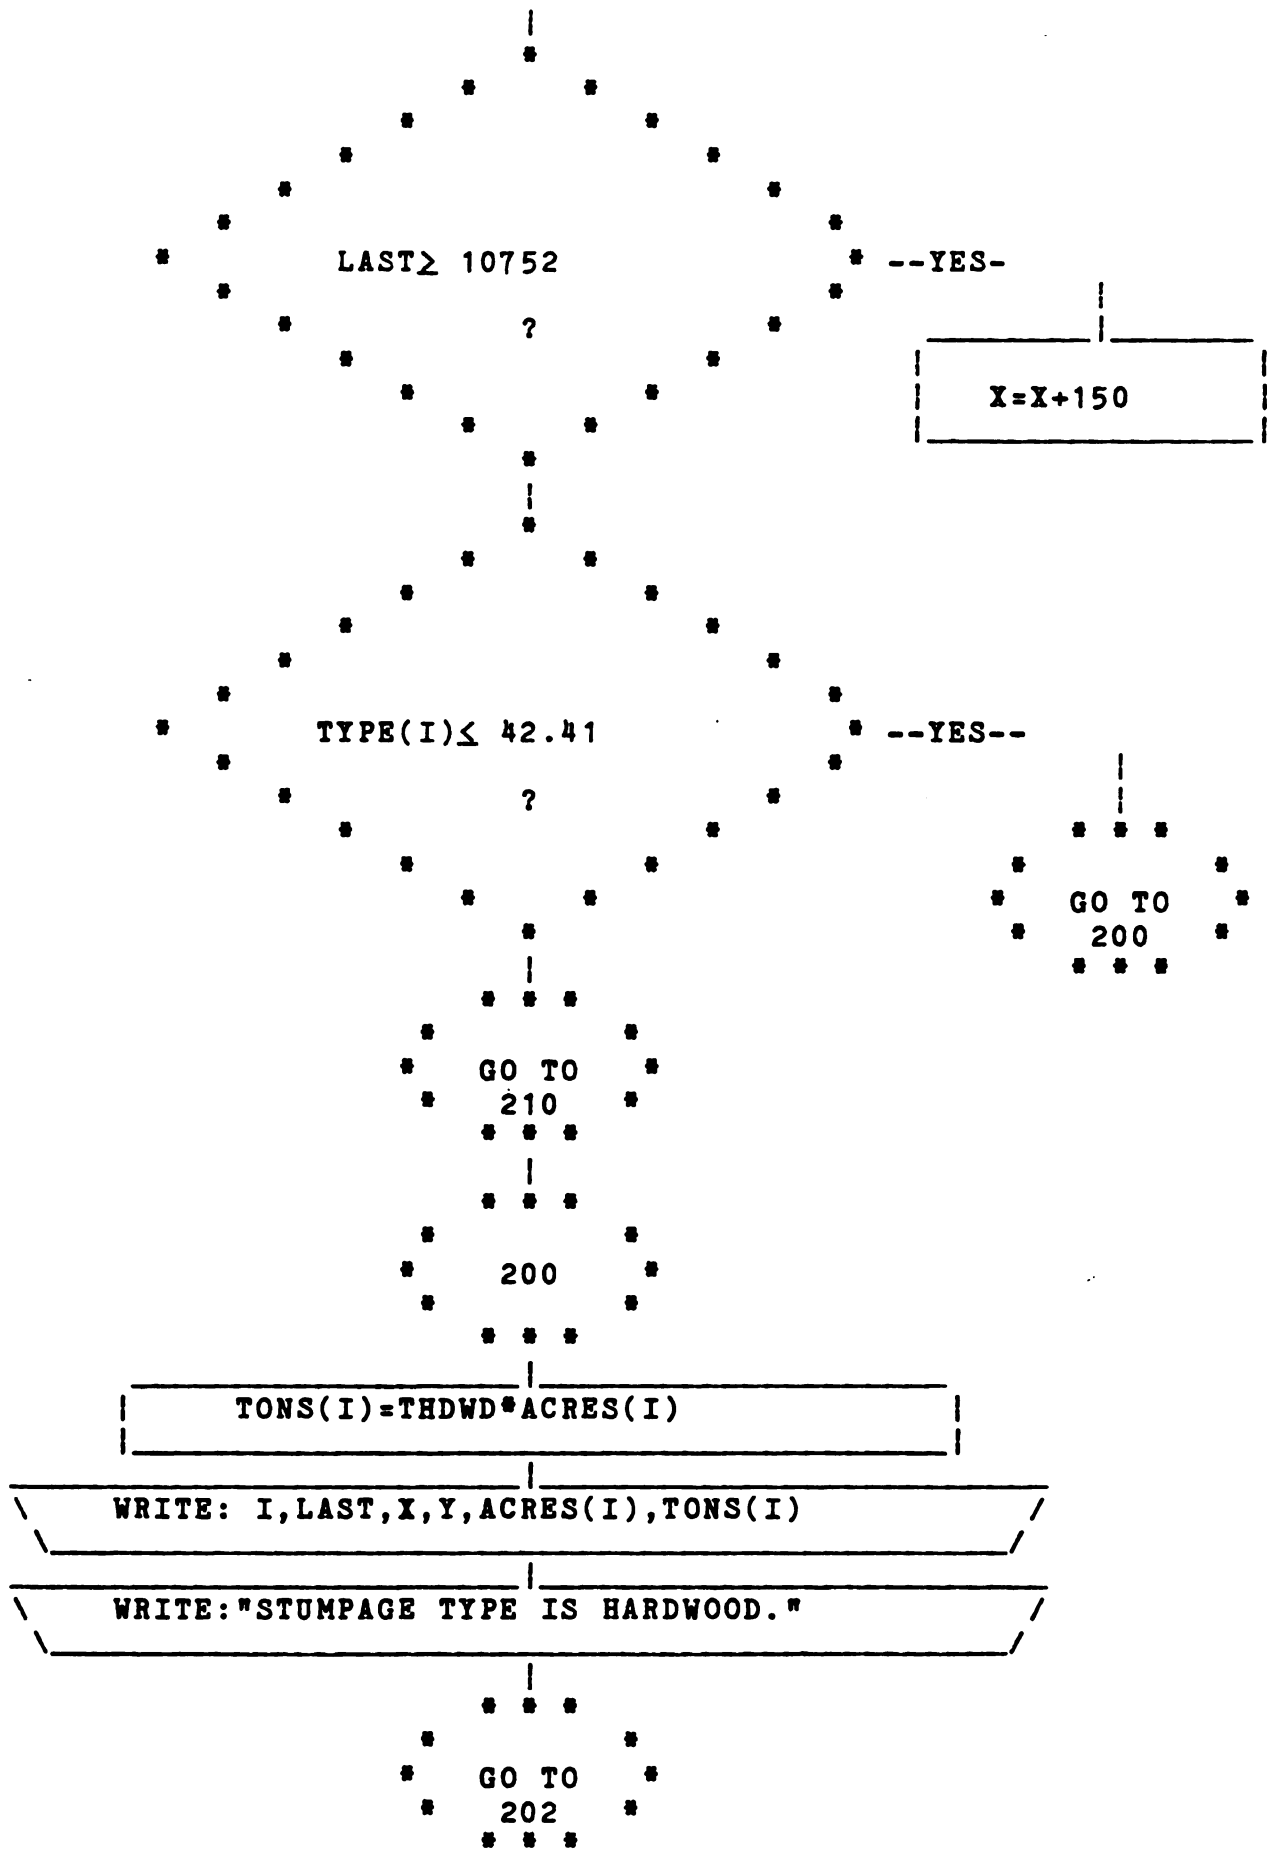 LAST≥ 10752
--YES-
?
X=X+150
TYPE(I)≤ 42.41
--YES--
?
GO TO
200
GO TO
210
200
TONS(I)=THDWD*ACRES(I)
WRITE: I,LAST,X,Y,ACRES(I),TONS(I)
WRITE:"STUMPAGE TYPE IS HARDWOOD."
GO TO
202